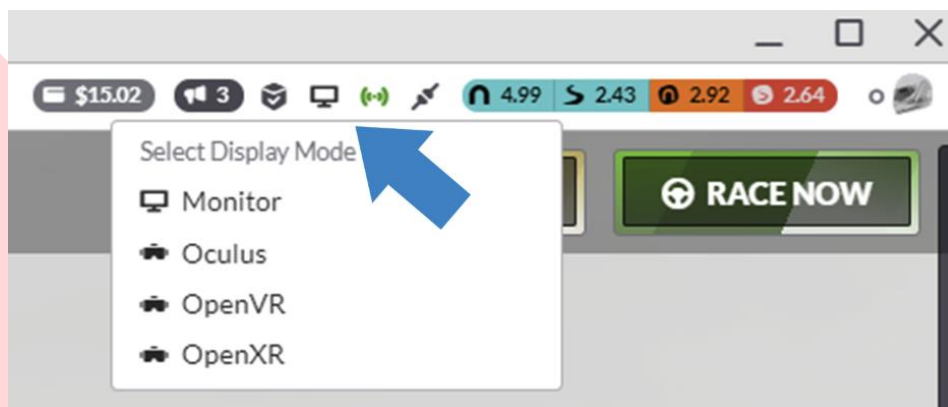 $15.02 3 4.99 2.43 2.92 2.64
Select Display Mode
Monitor
RACE NOW
Oculus
OpenVR
OpenXR